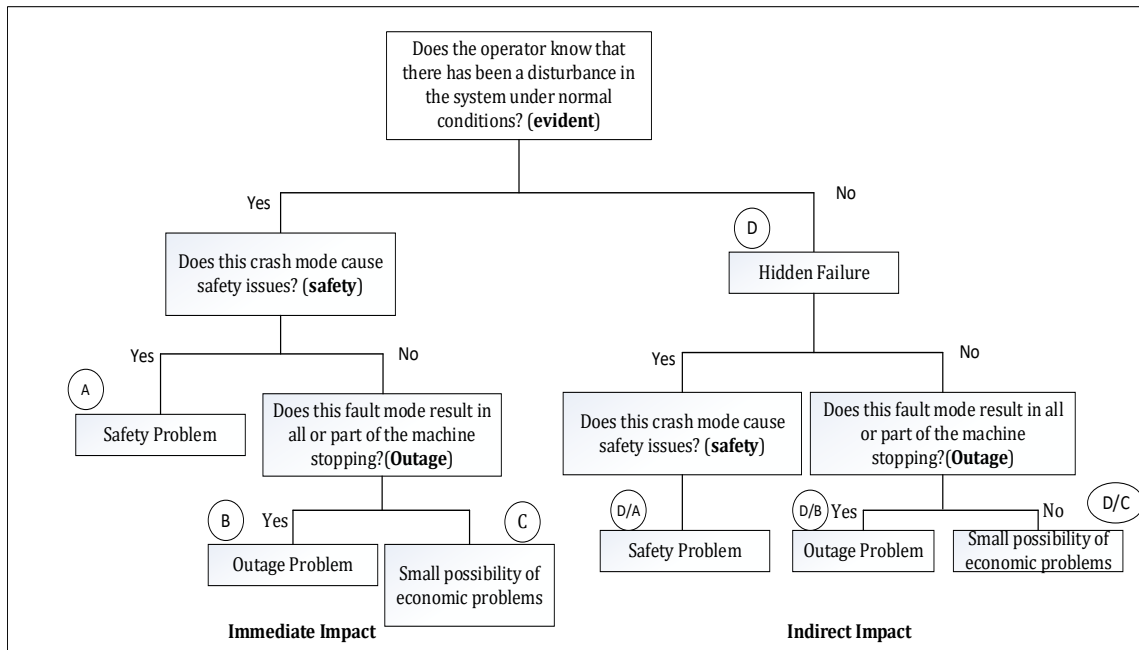 Does the operator know that
there has been a disturbance in
the system under normal
conditions? (evident)
Yes
No
D
Does this crash mode cause
safety issues? (safety)
Hidden Failure
Yes
No
Yes
No
A
Safety Problem
Does this fault mode result in
all or part of the machine
stopping?(Outage)
Does this crash mode cause
safety issues? (safety)
Does this fault mode result in all
or part of the machine
stopping?(Outage)
B
Yes
C
D/A
D/B
Yes
No
D/C
Outage Problem
Small possibility of
economic problems
Safety Problem
Outage Problem
Small possibility of
economic problems
Immediate Impact
Indirect Impact